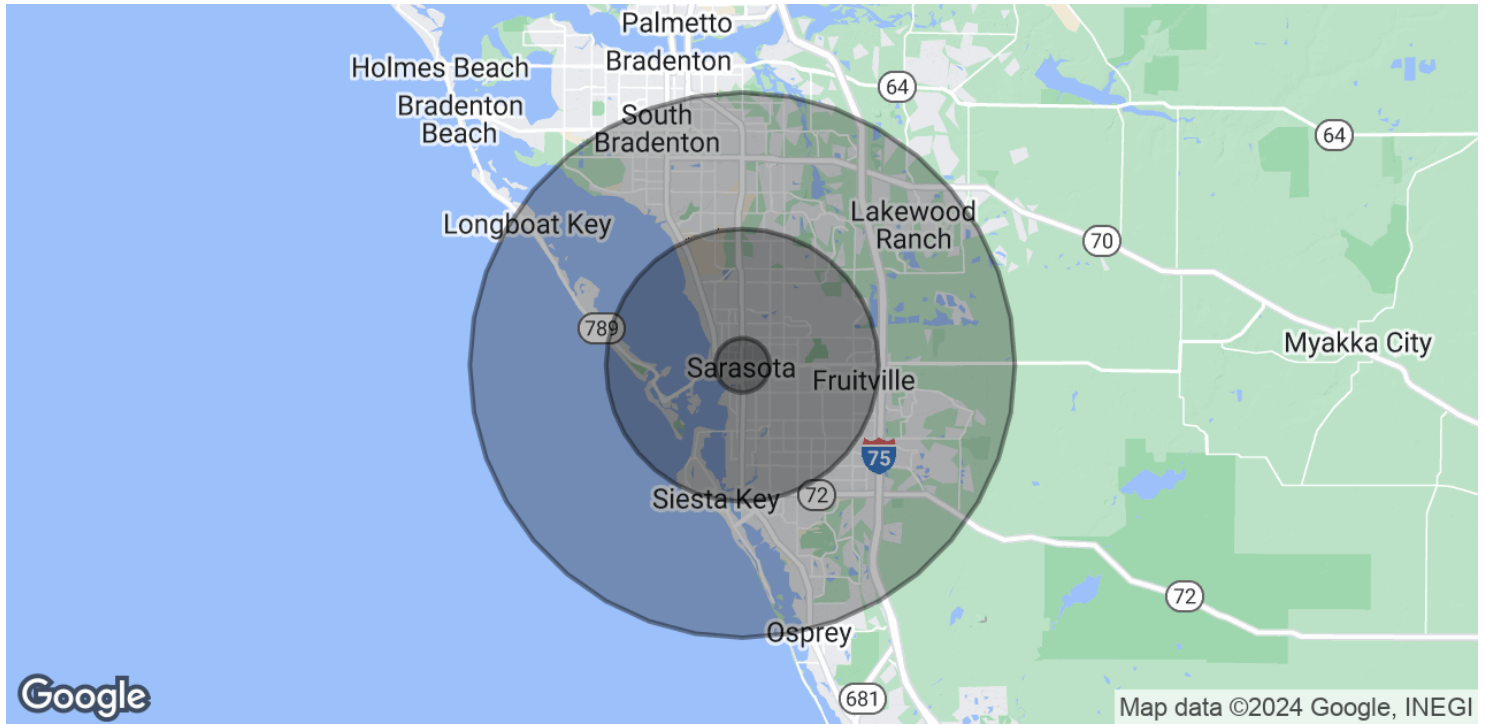 Palmetto
Holmes Beach
Bradenton
64
Bradenton
Beach
South
Bradenton
64
Longboat Key
Lakewood
Ranch
70
789
Myakka City
Sarasota
Fruitville
75
Siesta Key
72
72
Osprey
681
Google
Map data ©2024 Google, INEGI